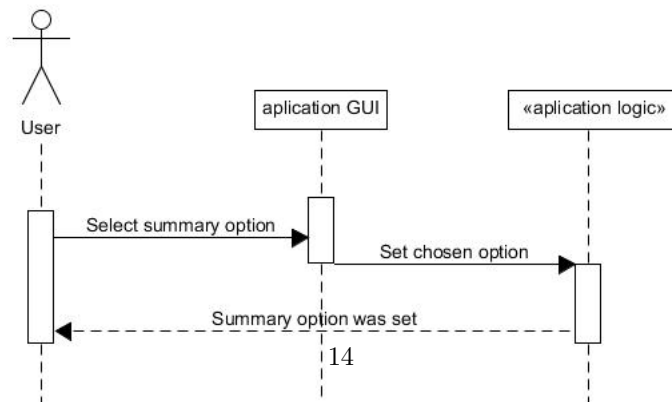 User
aplication GUI
«aplication logic»
Select summary option
Set chosen option
Summary option was set
14